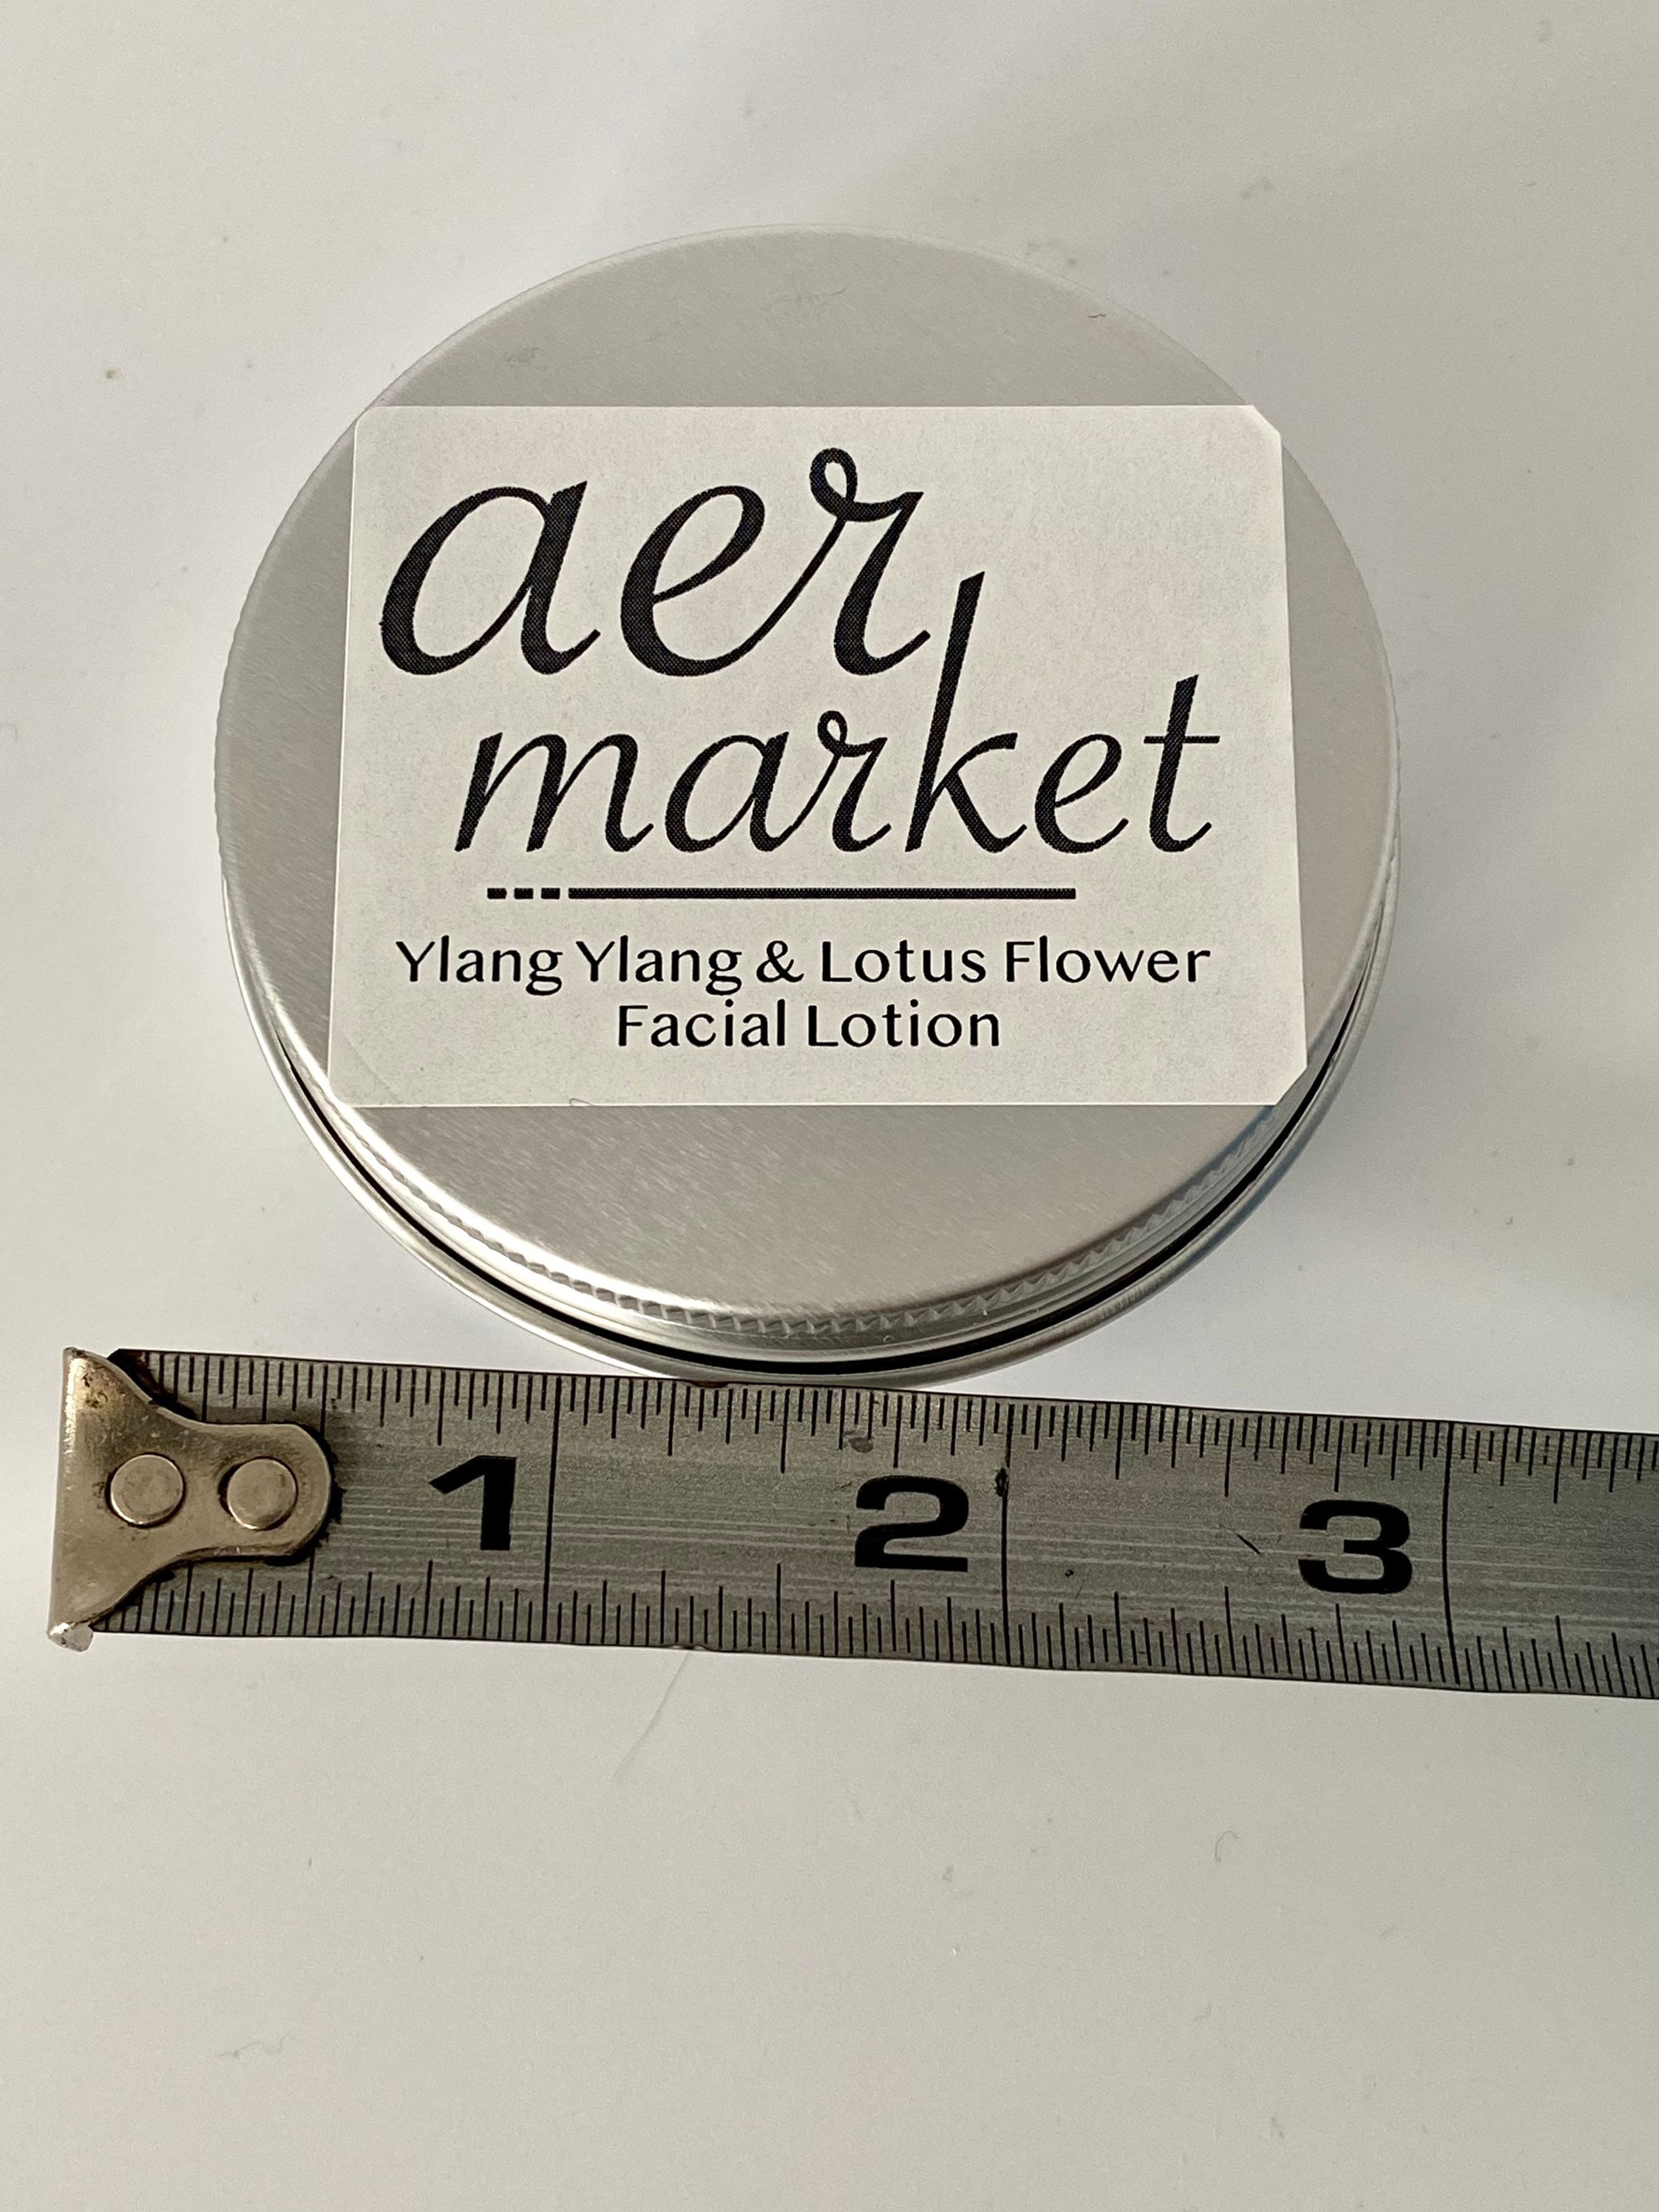 aer
market
Ylang Ylang & Lotus Flower
Facial Lotion
1 2 3